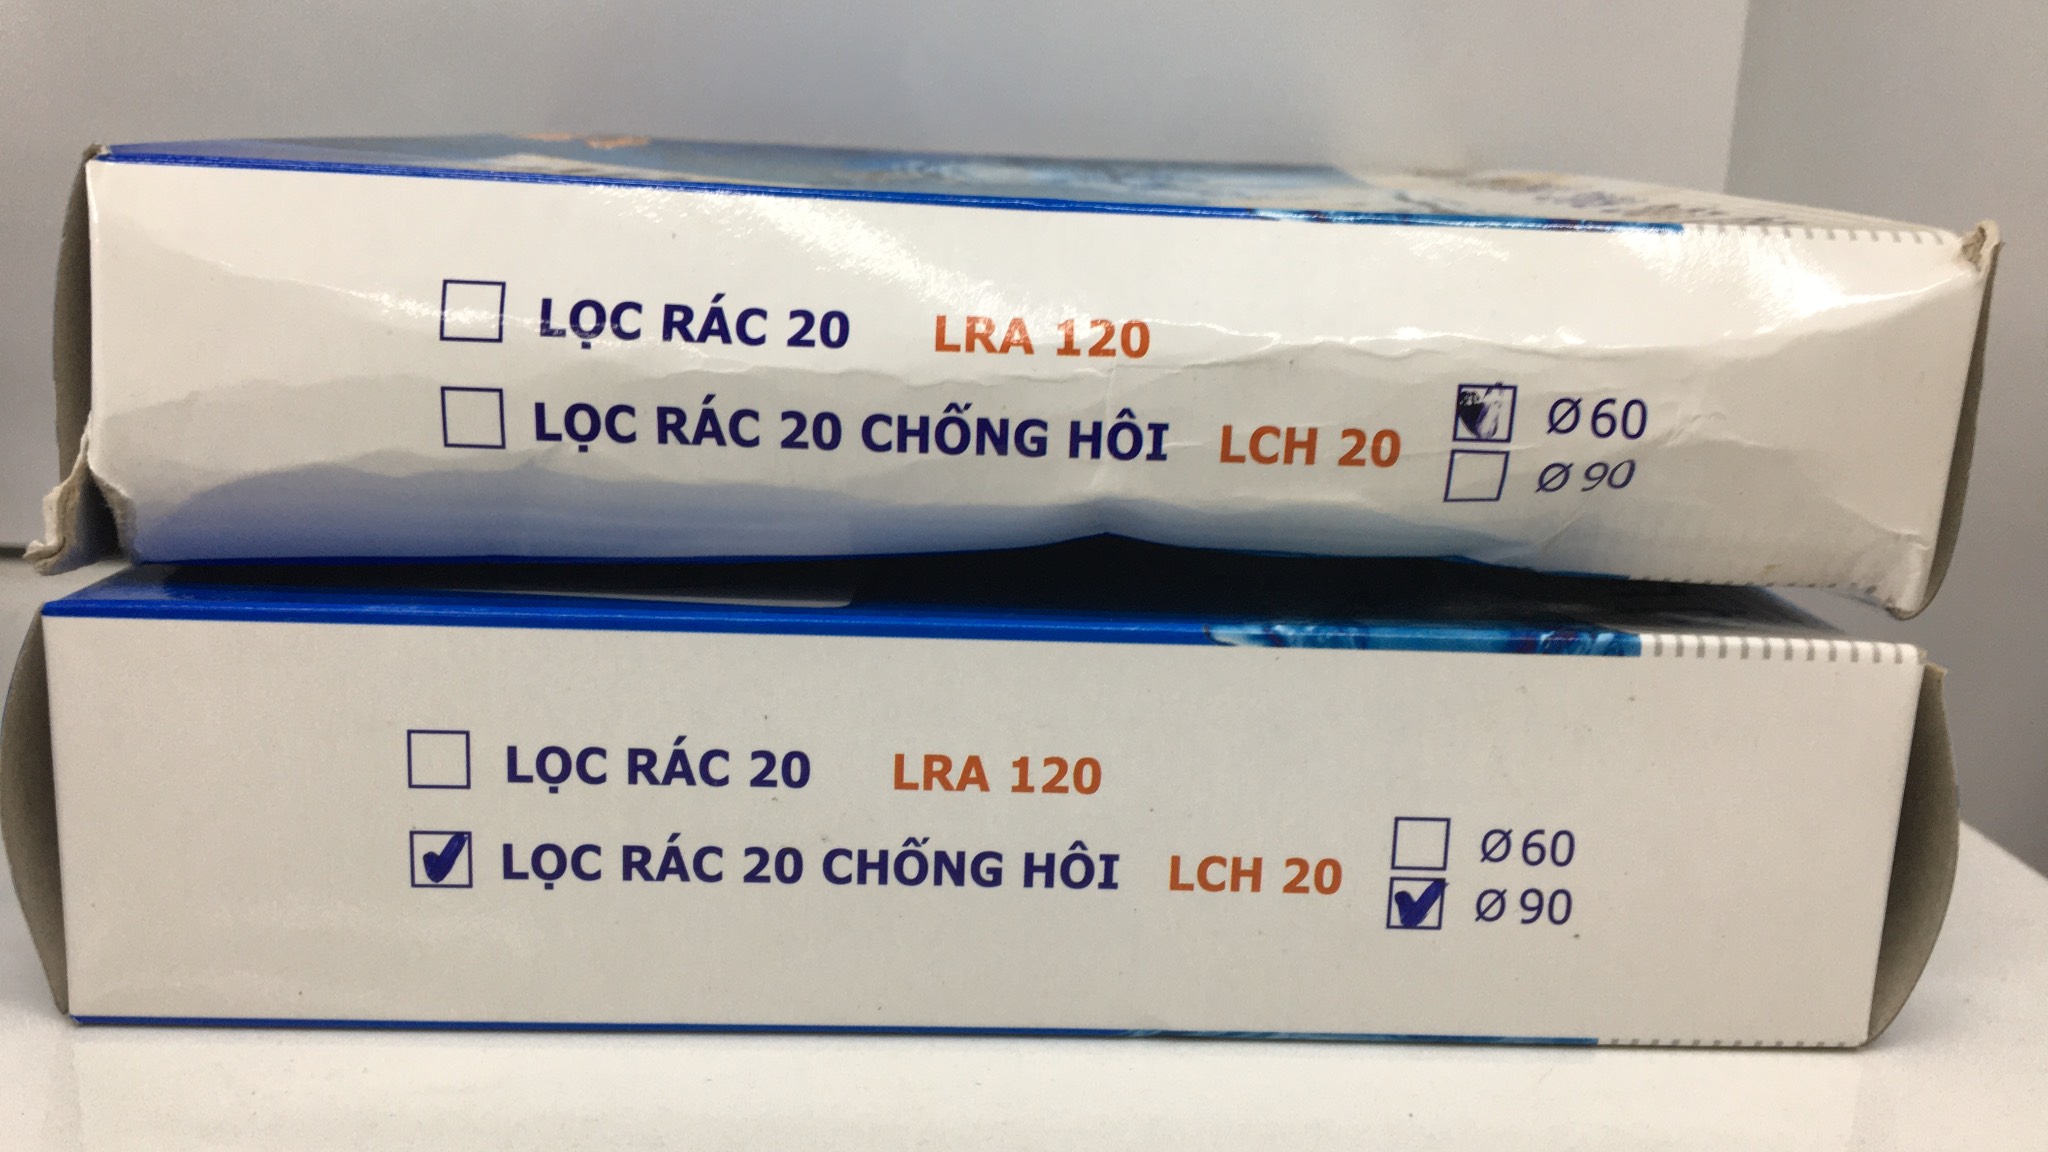 LỌC RÁC 20 LRA 120
LỌC RÁC 20 CHỐNG HÔI LCH 20 Ø60
Ø90
LỌC RÁC 20 LRA 120
LỌC RÁC 20 CHỐNG HÔI LCH 20 Ø60
Ø90